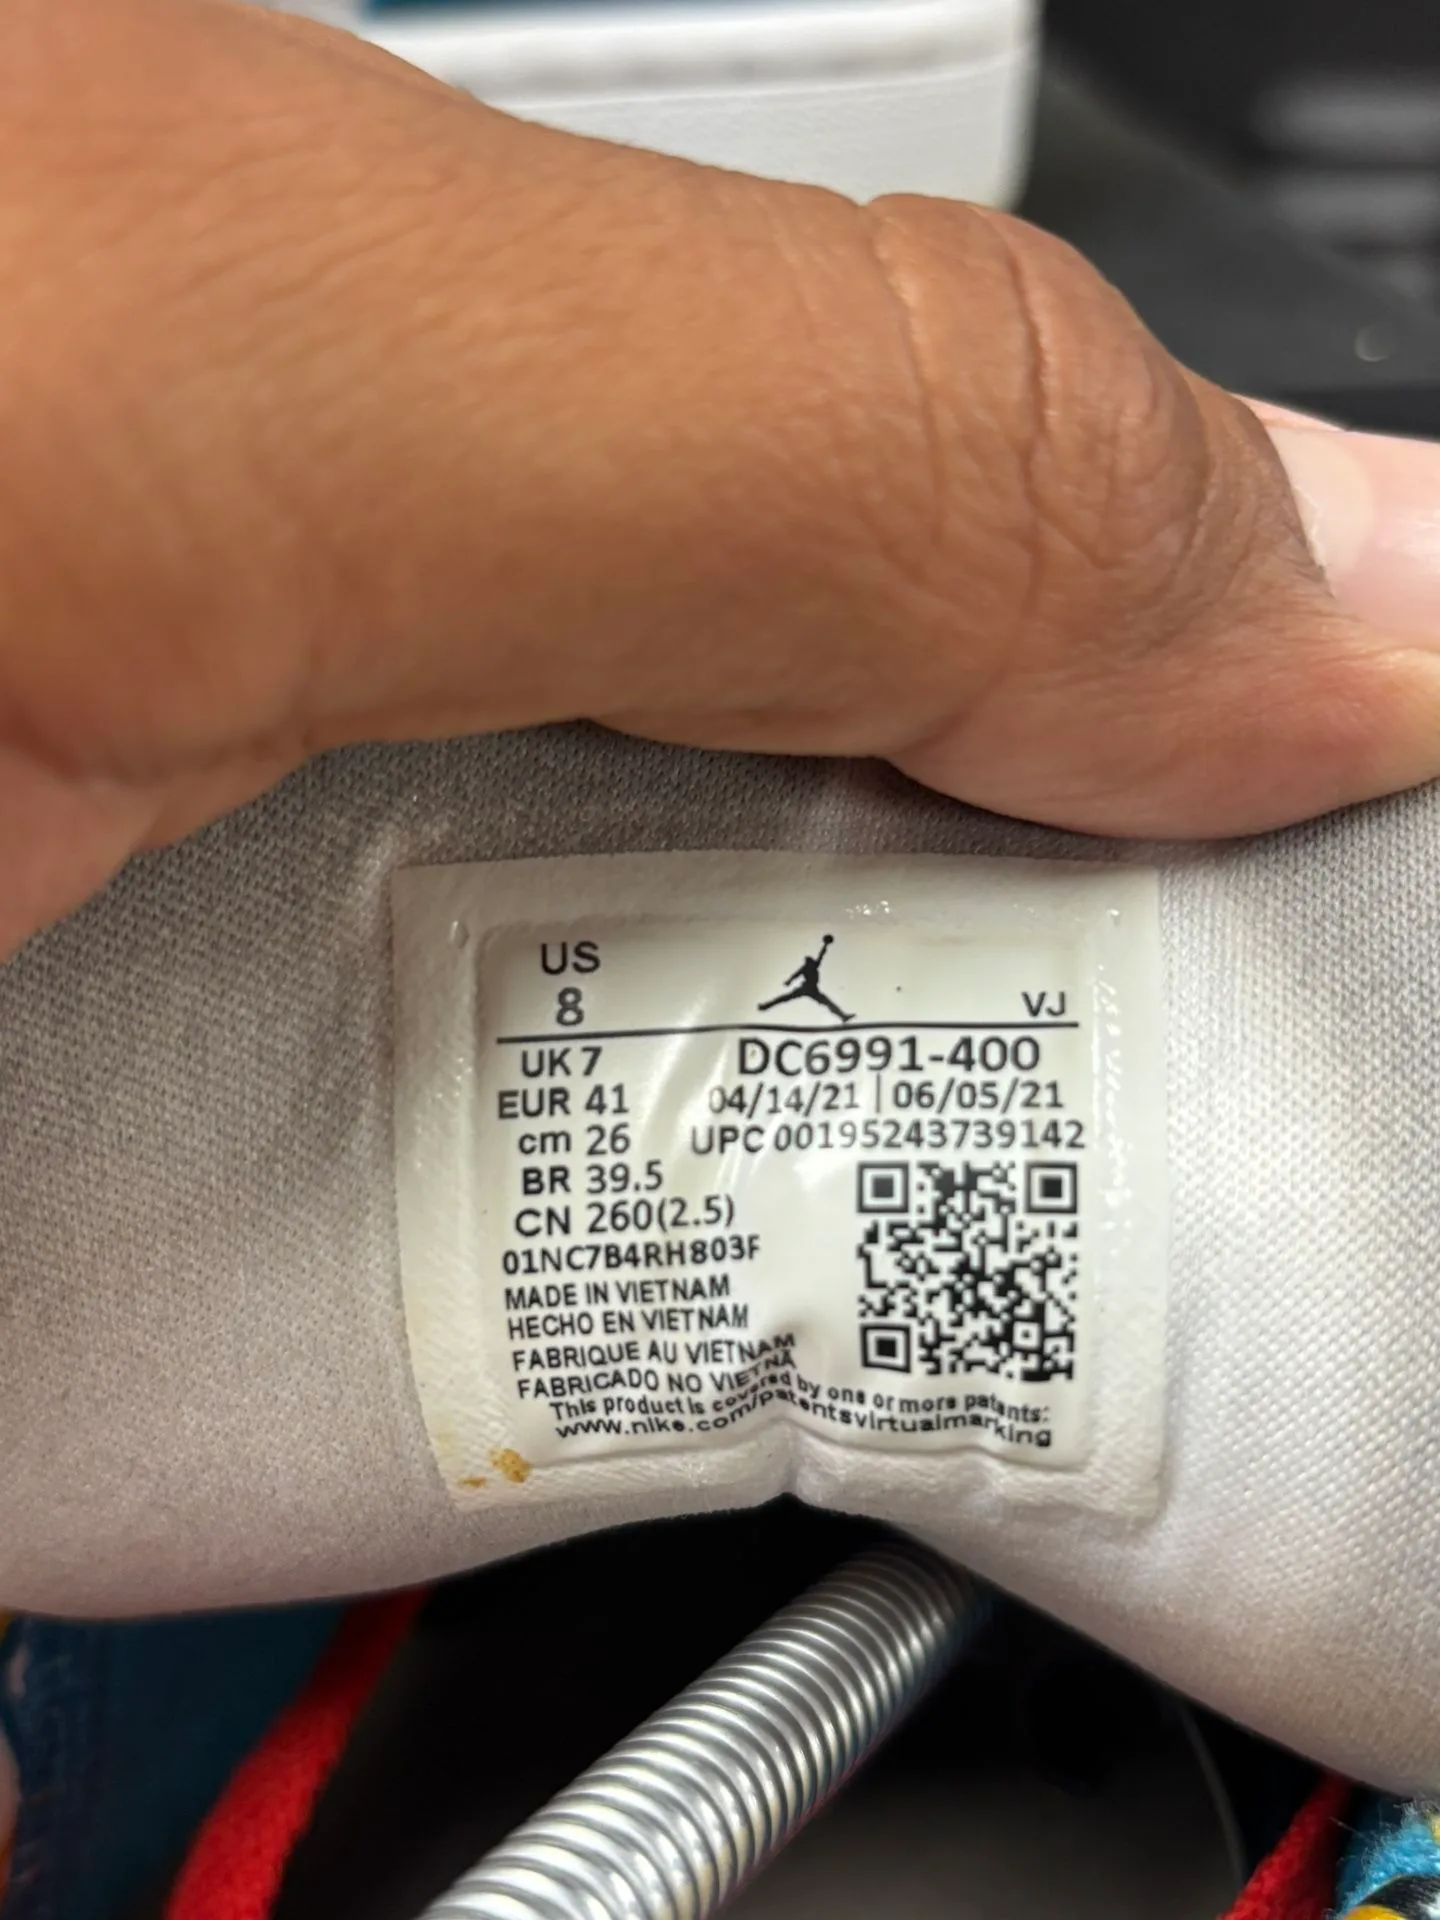 US
8
VJ
UK 7
DC6991-400
EUR 41
04/14/21 | 06/05/21
cm 26
UPC 00195243739142
BR 39.5
CN 260(2.5)
01NC7B4RH803F
MADE IN VIETNAM
HECHO EN VIETNAM
FABRIQUE AU VIETNAM
FABRICADO NO VIETNÃ
This product is covered by one or more patents:
www.nike.com/patentsvirtualmarking